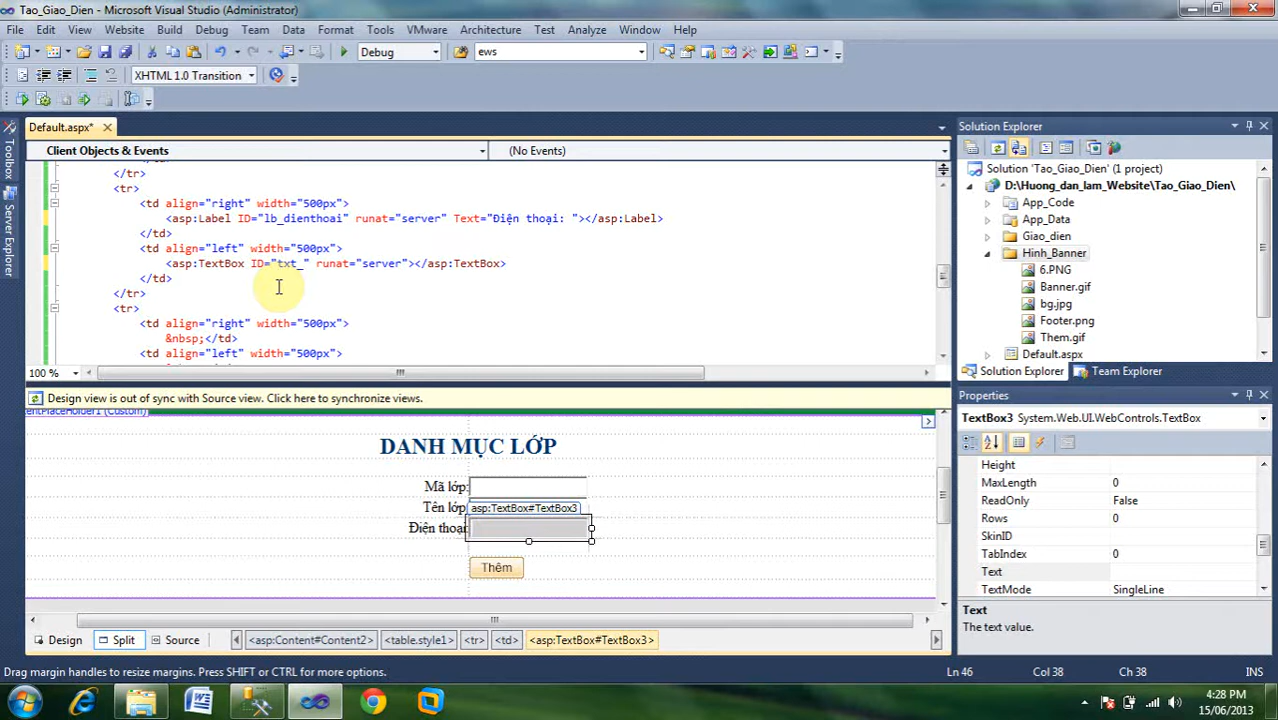 Tao_Giao_Dien - Microsoft Visual Studio (Administrator)
File Edit View Website Build Debug Team Data Format Tools VMware Architecture Test Analyze Window Help
Debug ews
XHTML 1.0 Transition
Default.aspx*
Client Objects & Events (No Events)
</tr>
<tr>
<td align="right" width="500px">
<asp:Label ID="lb_dienthoai" runat="server" Text="Điện thoại: "></asp:Label>
</td>
<td align="left" width="500px">
<asp:TextBox ID="txt_" runat="server"></asp:TextBox>
</td>
</tr>
<tr>
<td align="right" width="500px">
&nbsp;</td>
<td align="left" width="500px">
100 %
Design view is out of sync with Source view. Click here to synchronize views.
DANH MỤC LỚP
Mã lớp:
Tên lớp
asp:TextBox#TextBox3
Điện thoại
Thêm
Design Split Source <asp:Content#Content2> <table.style1> <tr> <td> <asp:TextBox#TextBox3>
Drag margin handles to resize margins. Press SHIFT or CTRL for more options. Ln 46 Col 38 Ch 38 INS
Toolbox
Server Explorer
Solution Explorer
Solution 'Tao_Giao_Dien' (1 project)
D:\Huong_dan_lam_Website\Tao_Giao_Dien\
App_Code
App_Data
Giao_dien
Hinh_Banner
6.PNG
Banner.gif
bg.jpg
Footer.png
Them.gif
Default.aspx
Solution Explorer Team Explorer
Properties
TextBox3 System.Web.UI.WebControls.TextBox
Height
MaxLength 0
ReadOnly False
Rows 0
SkinID
TabIndex 0
Text
TextMode SingleLine
Text
The text value.
4:28 PM
15/06/2013